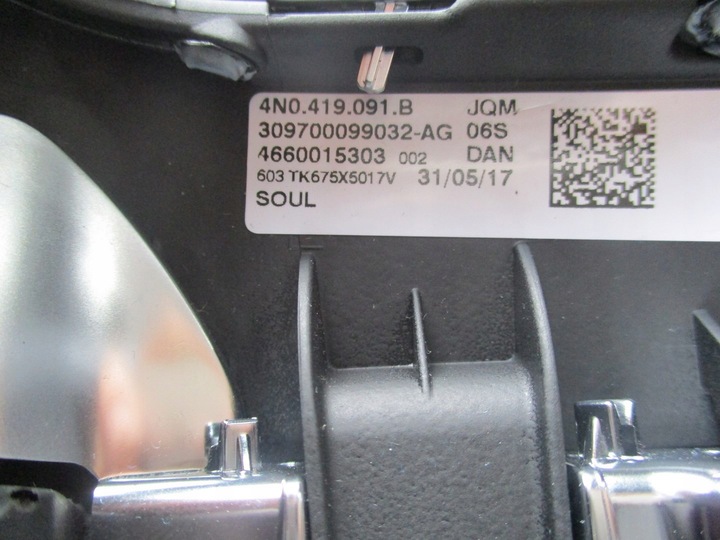 4N0.419.091.B JQM
309700099032-AG 06S
4660015303 002 DAN
603 TK675X5017V 31/05/17
SOUL